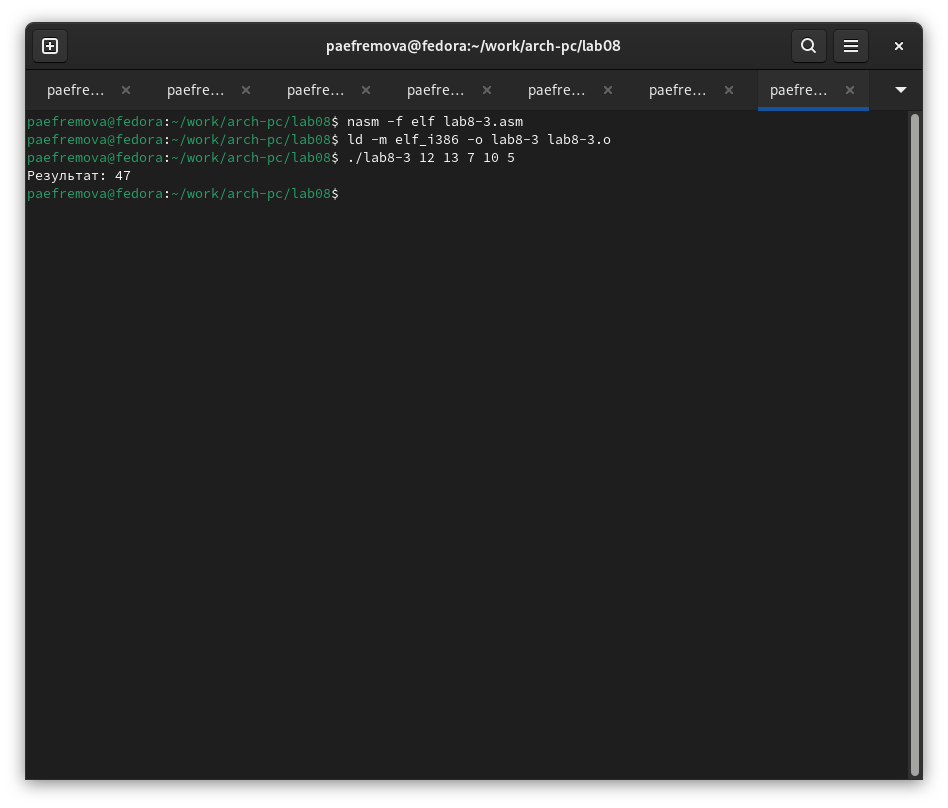 paefremova@fedora:~/work/arch-pc/lab08
paefre... paefre... paefre... paefre... paefre... paefre... paefre...
paefremova@fedora:~/work/arch-pc/lab08$ nasm -f elf lab8-3.asm
paefremova@fedora:~/work/arch-pc/lab08$ ld -m elf_i386 -o lab8-3 lab8-3.o
paefremova@fedora:~/work/arch-pc/lab08$ ./lab8-3 12 13 7 10 5
Результат: 47
paefremova@fedora:~/work/arch-pc/lab08$